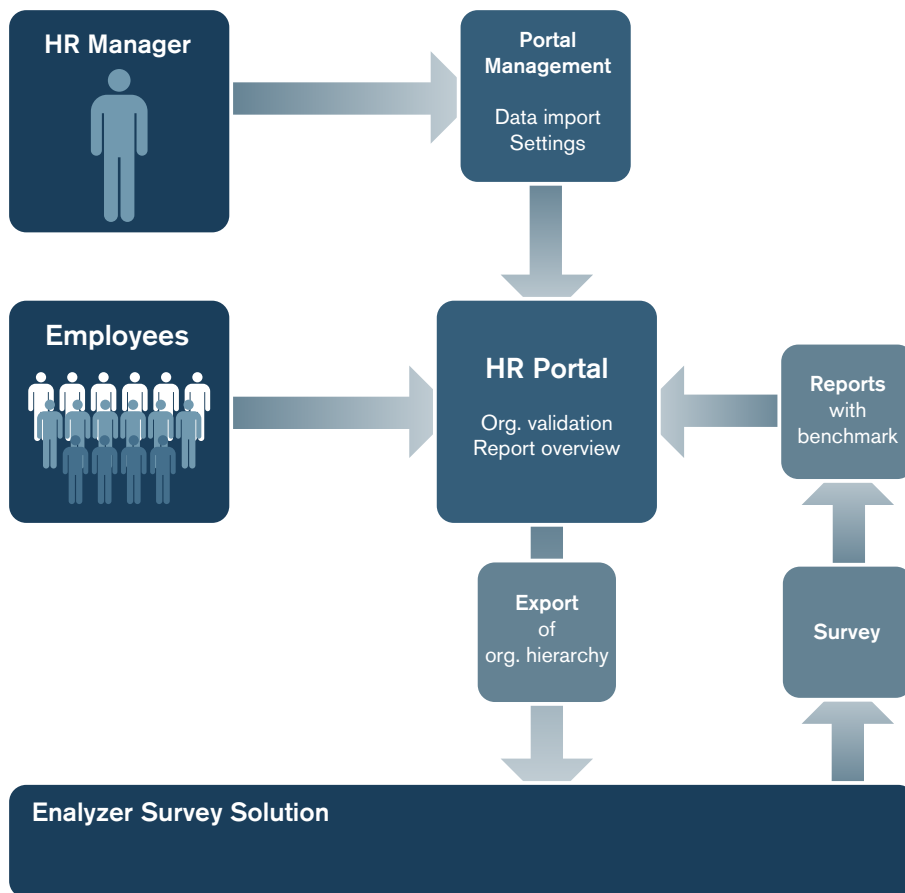 HR Manager
Portal
Management
Data import
Settings
Employees
HR Portal
Org. validation
Report overview
Reports
with
benchmark
Export
of
org. hierarchy
Survey
Enalyzer Survey Solution